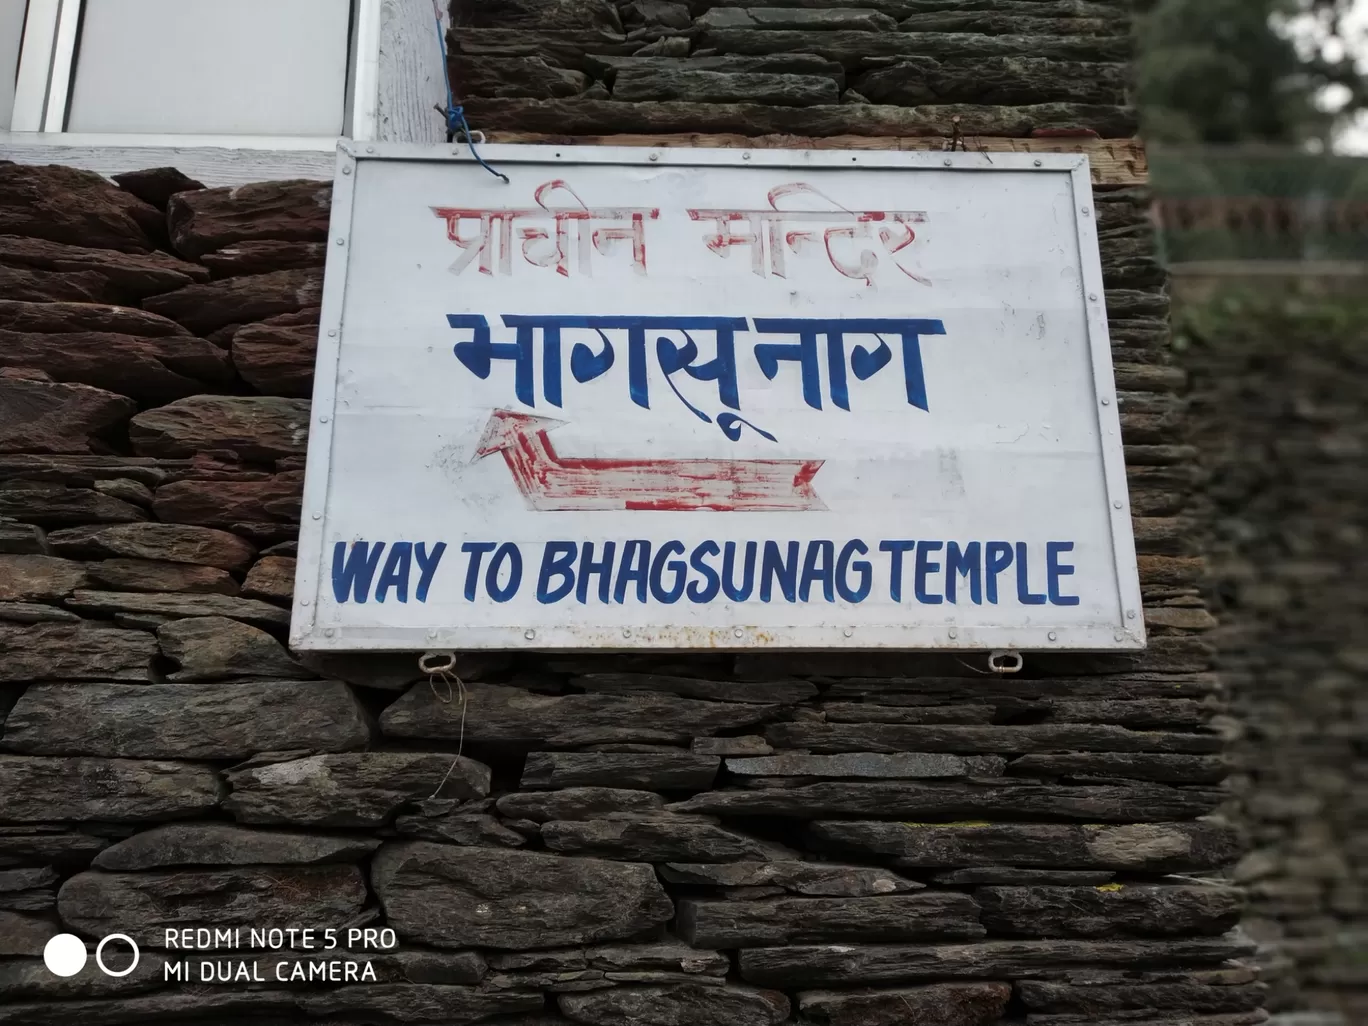 प्राचीन मन्दिर
भागसू नाग
WAY TO BHAGSUNAG TEMPLE
REDMI NOTE 5 PRO
MI DUAL CAMERA